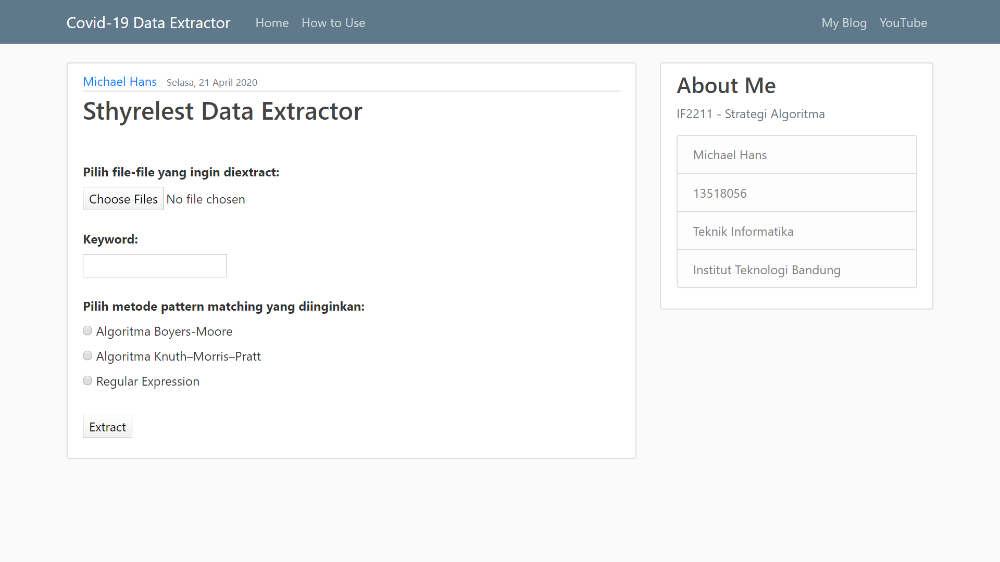 Covid-19 Data Extractor Home How to Use My Blog YouTube
Michael Hans Selasa, 21 April 2020
Sthyrelest Data Extractor
Pilih file-file yang ingin diextract:
Choose Files No file chosen
Keyword:
Pilih metode pattern matching yang diinginkan:
Algoritma Boyers-Moore
Algoritma Knuth–Morris–Pratt
Regular Expression
Extract
About Me
IF2211 - Strategi Algoritma
Michael Hans
13518056
Teknik Informatika
Institut Teknologi Bandung